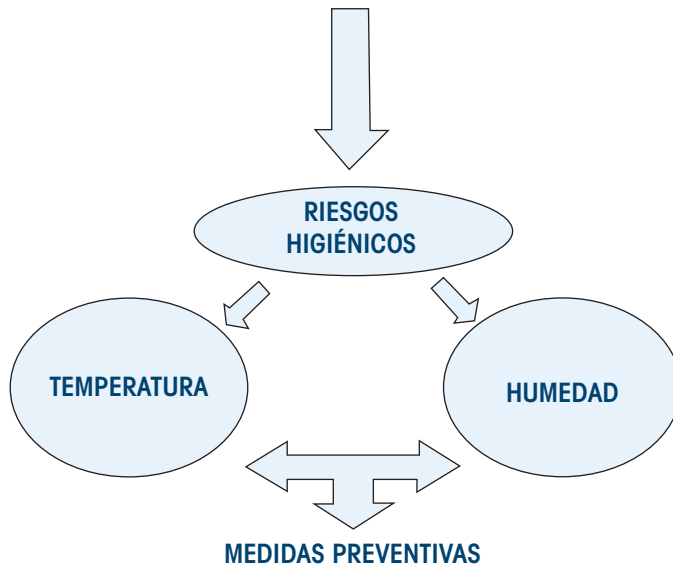 RIESGOS
HIGIÉNICOS
TEMPERATURA
HUMEDAD
MEDIDAS PREVENTIVAS